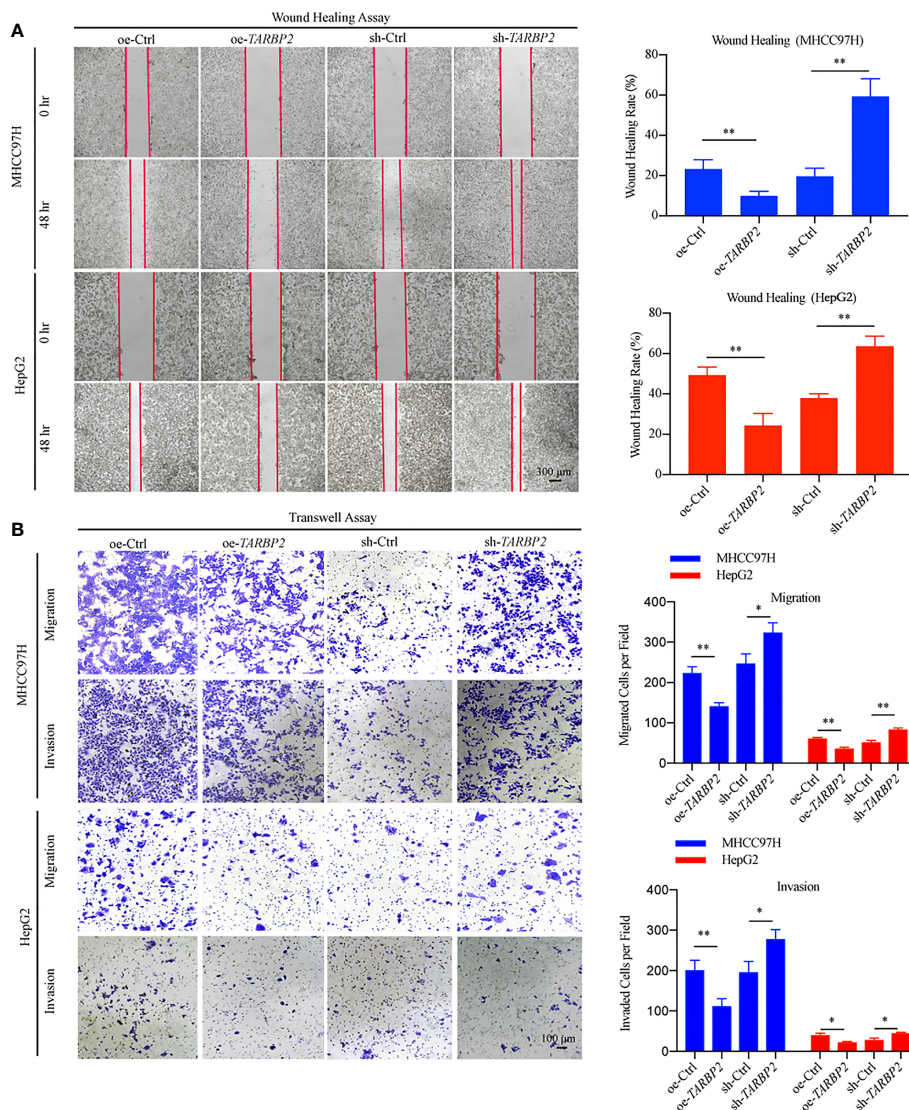 A
Wound Healing Assay
oe-Ctrl
oe-TARBP2
sh-Ctrl
sh-TARBP2
MHCC97H
0 hr
48 hr
HepG2
0 hr
48 hr
300 μm
Wound Healing (MHCC97H)
Wound Healing Rate (%)
80
60
40
20
0
**
**
oe-Ctrl
oe-TARBP2
sh-Ctrl
sh-TARBP2
Wound Healing (HepG2)
Wound Healing Rate (%)
80
60
40
20
0
**
**
oe-Ctrl
oe-TARBP2
sh-Ctrl
sh-TARBP2
B
Transwell Assay
oe-Ctrl
oe-TARBP2
sh-Ctrl
sh-TARBP2
MHCC97H
Migration
Invasion
HepG2
Migration
Invasion
100 μm
MHCC97H
HepG2
Migration
Migrated Cells per Field
400
300
200
100
0
**
*
**
**
oe-Ctrl
oe-TARBP2
sh-Ctrl
sh-TARBP2
oe-Ctrl
oe-TARBP2
sh-Ctrl
sh-TARBP2
MHCC97H
HepG2
Invasion
Invaded Cells per Field
400
300
200
100
0
**
*
*
*
oe-Ctrl
oe-TARBP2
sh-Ctrl
sh-TARBP2
oe-Ctrl
oe-TARBP2
sh-Ctrl
sh-TARBP2